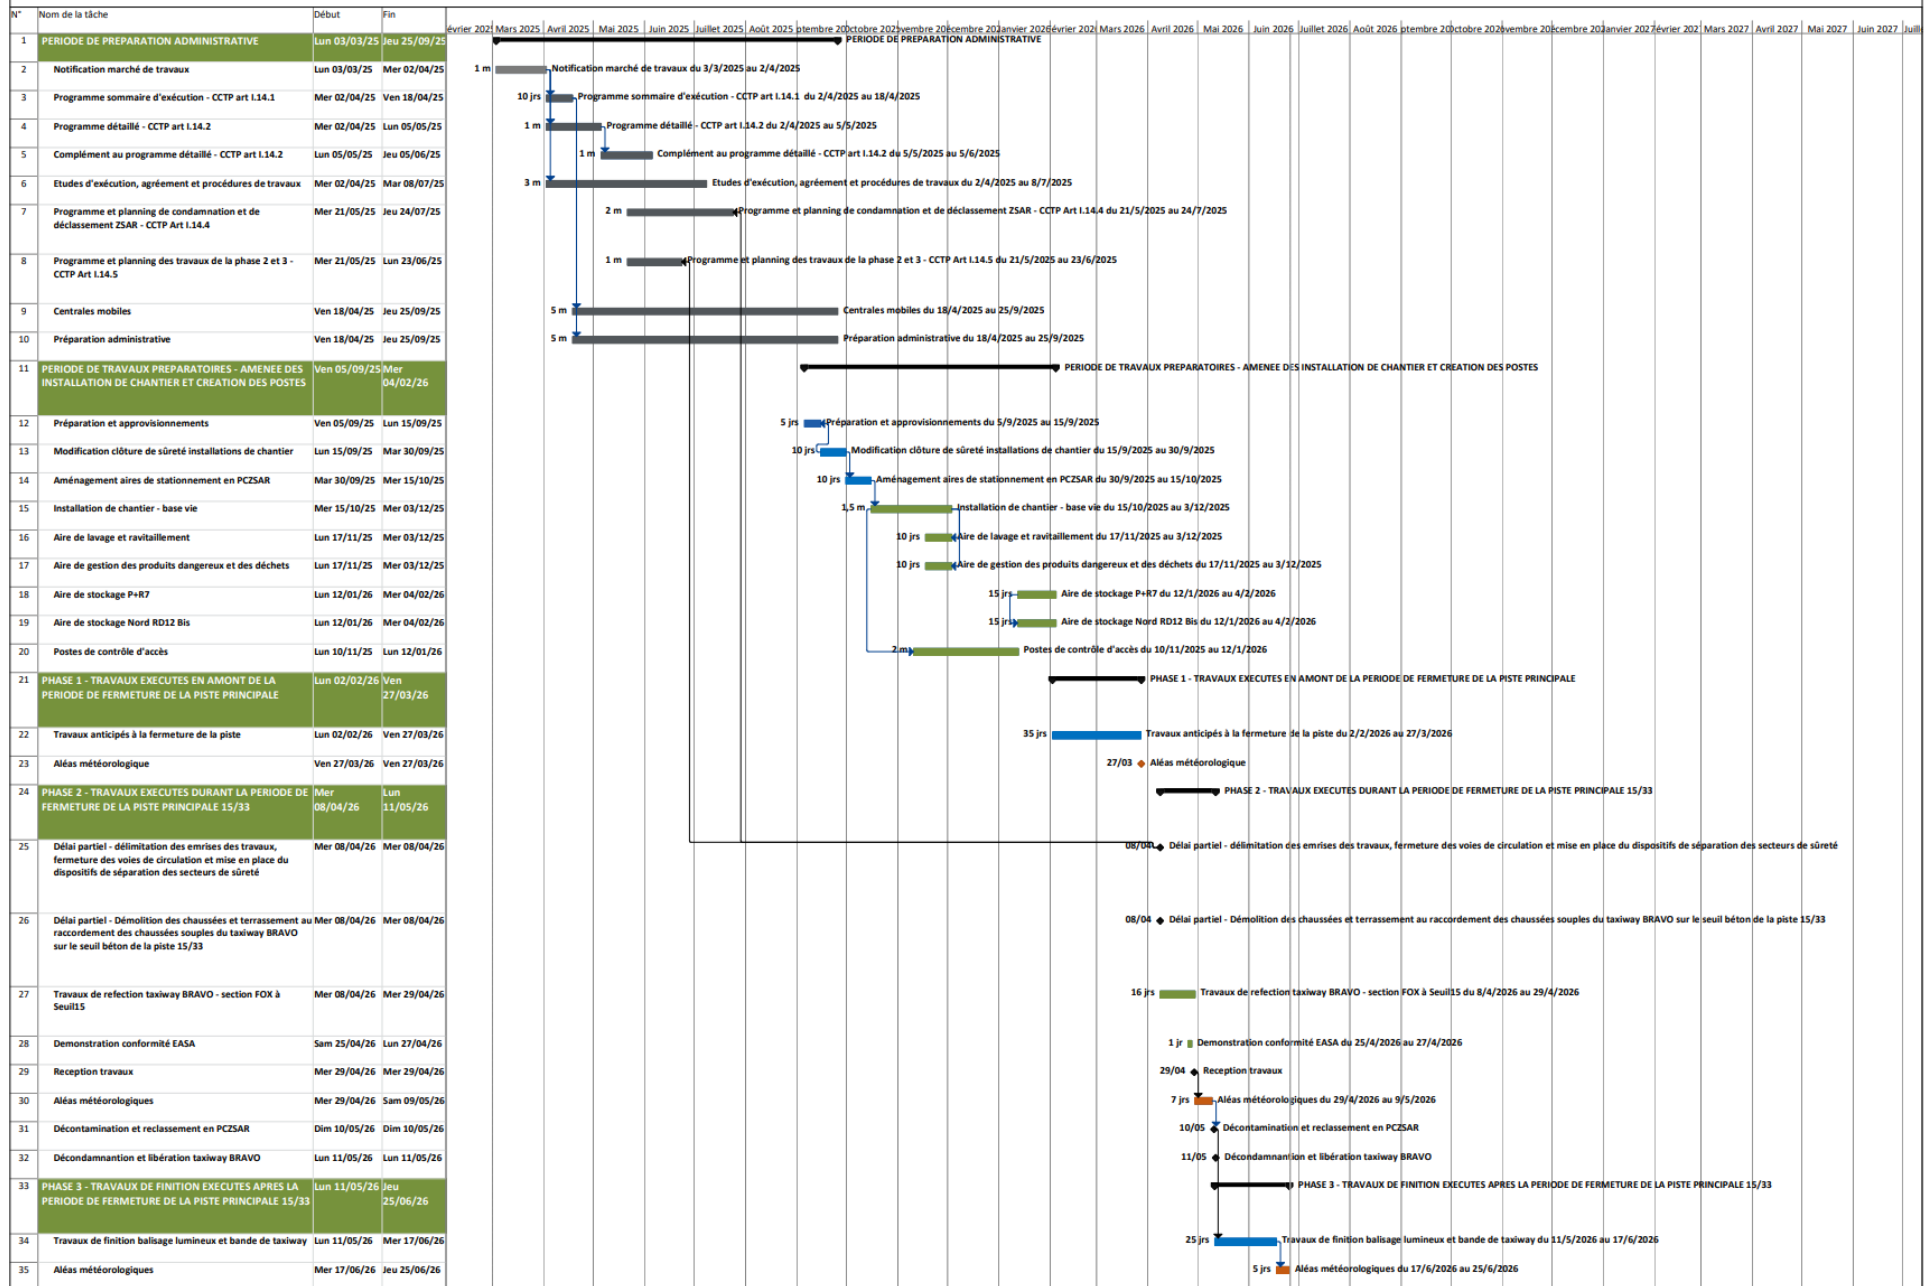 N° Nom de la tâche Début Fin
Mars 2025 Avril 2025 Mai 2025 Juin 2025 Juillet 2025 Août 2025 Mars 2026 Avril 2026 Mai 2026 Juin 2026 Juillet 2026 Août 2026 Mars 2027 Avril 2027 Mai 2027 Juin 2027
1 PERIODE DE PREPARATION ADMINISTRATIVE Lun 03/03/25 Jeu 25/09/25 PERIODE DE PREPARATION ADMINISTRATIVE
2 Notification marché de travaux Lun 03/03/25 Mer 02/04/25 1 m Notification marché de travaux du 3/3/2025 au 2/4/2025
3 Programme sommaire d'exécution - CCTP art I.14.1 Mer 02/04/25 Ven 18/04/25 10 jrs Programme sommaire d'exécution - CCTP art I.14.1 du 2/4/2025 au 18/4/2025
4 Programme détaillé - CCTP art I.14.2 Mer 02/04/25 Lun 05/05/25 1 m Programme détaillé - CCTP art I.14.2 du 2/4/2025 au 5/5/2025
5 Complément au programme détaillé - CCTP art I.14.2 Lun 05/05/25 Jeu 05/06/25 1 m Complément au programme détaillé - CCTP art I.14.2 du 5/5/2025 au 5/6/2025
6 Etudes d'exécution, agréement et procédures de travaux Mer 02/04/25 Mar 08/07/25 3 m Etudes d'exécution, agréement et procédures de travaux du 2/4/2025 au 8/7/2025
7 Programme et planning de condamnation et de Mer 21/05/25 Jeu 24/07/25 2 m Programme et planning de condamnation et de déclassement ZSAR - CCTP Art I.14.4 du 21/5/2025 au 24/7/2025
déclassement ZSAR - CCTP Art I.14.4
8 Programme et planning des travaux de la phase 2 et 3 - Mer 21/05/25 Lun 23/06/25 1 m Programme et planning des travaux de la phase 2 et 3 - CCTP Art I.14.5 du 21/5/2025 au 23/6/2025
CCTP Art I.14.5
9 Centrales mobiles Ven 18/04/25 Jeu 25/09/25 5 m Centrales mobiles du 18/4/2025 au 25/9/2025
10 Préparation administrative Ven 18/04/25 Jeu 25/09/25 5 m Préparation administrative du 18/4/2025 au 25/9/2025
11 PERIODE DE TRAVAUX PREPARATOIRES - AMENEE DES Ven 05/09/25 Mer PERIODE DE TRAVAUX PREPARATOIRES - AMENEE DES INSTALLATION DE CHANTIER ET CREATION DES POSTES
INSTALLATION DE CHANTIER ET CREATION DES POSTES 04/02/26
12 Préparation et approvisionnements Ven 05/09/25 Lun 15/09/25 5 jrs Préparation et approvisionnements du 5/9/2025 au 15/9/2025
13 Modification clôture de sûreté installations de chantier Lun 15/09/25 Mar 30/09/25 10 jrs Modification clôture de sûreté installations de chantier du 15/9/2025 au 30/9/2025
14 Aménagement aires de stationnement en PCZSAR Mar 30/09/25 Mer 15/10/25 10 jrs Aménagement aires de stationnement en PCZSAR du 30/9/2025 au 15/10/2025
15 Installation de chantier - base vie Mer 15/10/25 Mer 03/12/25 1,5 m Installation de chantier - base vie du 15/10/2025 au 3/12/2025
16 Aire de lavage et ravitaillement Lun 17/11/25 Mer 03/12/25 10 jrs Aire de lavage et ravitaillement du 17/11/2025 au 3/12/2025
17 Aire de gestion des produits dangereux et des déchets Lun 17/11/25 Mer 03/12/25 10 jrs Aire de gestion des produits dangereux et des déchets du 17/11/2025 au 3/12/2025
18 Aire de stockage P+R7 Lun 12/01/26 Mer 04/02/26 15 jrs Aire de stockage P+R7 du 12/1/2026 au 4/2/2026
19 Aire de stockage Nord RD12 Bis Lun 12/01/26 Mer 04/02/26 15 jrs Aire de stockage Nord RD12 Bis du 12/1/2026 au 4/2/2026
20 Postes de contrôle d'accès Lun 10/11/25 Lun 12/01/26 2 m Postes de contrôle d'accès du 10/11/2025 au 12/1/2026
21 PHASE 1 - TRAVAUX EXECUTES EN AMONT DE LA Lun 02/02/26 Ven PHASE 1 - TRAVAUX EXECUTES EN AMONT DE LA PERIODE DE FERMETURE DE LA PISTE PRINCIPALE
PERIODE DE FERMETURE DE LA PISTE PRINCIPALE 27/03/26
22 Travaux anticipés à la fermeture de la piste Lun 02/02/26 Ven 27/03/26 35 jrs Travaux anticipés à la fermeture de la piste du 2/2/2026 au 27/3/2026
23 Aléas météorologique Ven 27/03/26 Ven 27/03/26 27/03 Aléas météorologique
24 PHASE 2 - TRAVAUX EXECUTES DURANT LA PERIODE DE Mer Lun PHASE 2 - TRAVAUX EXECUTES DURANT LA PERIODE DE FERMETURE DE LA PISTE PRINCIPALE 15/33
FERMETURE DE LA PISTE PRINCIPALE 15/33 08/04/26 11/05/26
25 Délai partiel - délimitation des emrises des travaux, Mer 08/04/26 Mer 08/04/26 08/04 Délai partiel - délimitation des emrises des travaux, fermeture des voies de circulation et mise en place du dispositifs de séparation des secteurs de sûreté
fermeture des voies de circulation et mise en place du
dispositifs de séparation des secteurs de sûreté
26 Délai partiel - Démolition des chaussées et terrassement au Mer 08/04/26 Mer 08/04/26 08/04 Délai partiel - Démolition des chaussées et terrassement au raccordement des chaussées souples du taxiway BRAVO sur le seuil béton de la piste 15/33
raccordement des chaussées souples du taxiway BRAVO
sur le seuil béton de la piste 15/33
27 Travaux de refection taxiway BRAVO - section FOX à Mer 08/04/26 Mer 29/04/26 16 jrs Travaux de refection taxiway BRAVO - section FOX à Seuil15 du 8/4/2026 au 29/4/2026
Seuil15
28 Demonstration conformité EASA Sam 25/04/26 Lun 27/04/26 1 jr Demonstration conformité EASA du 25/4/2026 au 27/4/2026
29 Reception travaux Mer 29/04/26 Mer 29/04/26 29/04 Reception travaux
30 Aléas météorologiques Mer 29/04/26 Sam 09/05/26 7 jrs Aléas météorologiques du 29/4/2026 au 9/5/2026
31 Décontamination et reclassement en PCZSAR Dim 10/05/26 Dim 10/05/26 10/05 Décontamination et reclassement en PCZSAR
32 Décondamnantion et libération taxiway BRAVO Lun 11/05/26 Lun 11/05/26 11/05 Décondamnantion et libération taxiway BRAVO
33 PHASE 3 - TRAVAUX DE FINITION EXECUTES APRES LA Lun 11/05/26 Jeu PHASE 3 - TRAVAUX DE FINITION EXECUTES APRES LA PERIODE DE FERMETURE DE LA PISTE PRINCIPALE 15/33
PERIODE DE FERMETURE DE LA PISTE PRINCIPALE 15/33 25/06/26
34 Travaux de finition balisage lumineux et bande de taxiway Lun 11/05/26 Mer 17/06/26 25 jrs Travaux de finition balisage lumineux et bande de taxiway du 11/5/2026 au 17/6/2026
35 Aléas météorologiques Mer 17/06/26 Jeu 25/06/26 5 jrs Aléas météorologiques du 17/6/2026 au 25/6/2026